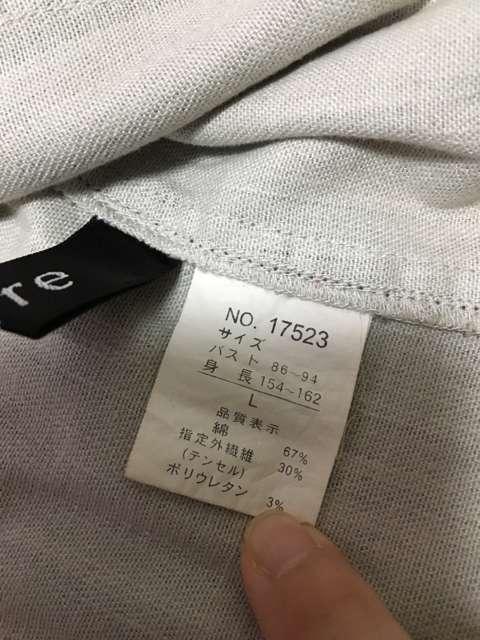 re
NO. 17523
サイズ
バスト 86~94
身長 154~162
L
品質表示
綿 67%
指定外繊維
(テンセル) 30%
ポリウレタン 3%